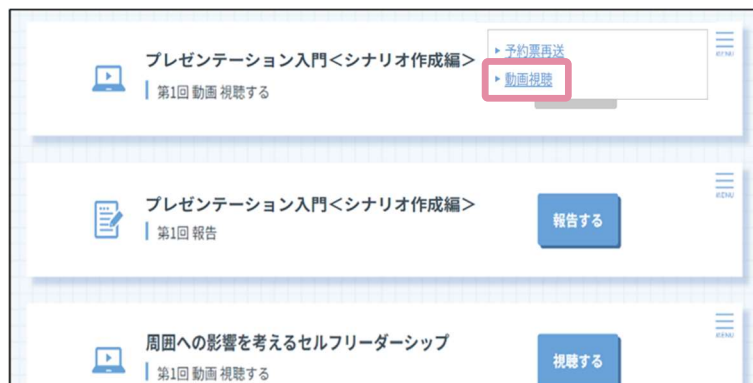 プレゼンテーション入門<シナリオ作成編>
第1回 動画 視聴する
▸ 予約票再送
▸ 動画視聴
MENU
プレゼンテーション入門<シナリオ作成編>
第1回 報告
報告する
MENU
周囲への影響を考えるセルフリーダーシップ
第1回 動画 視聴する
視聴する
MENU